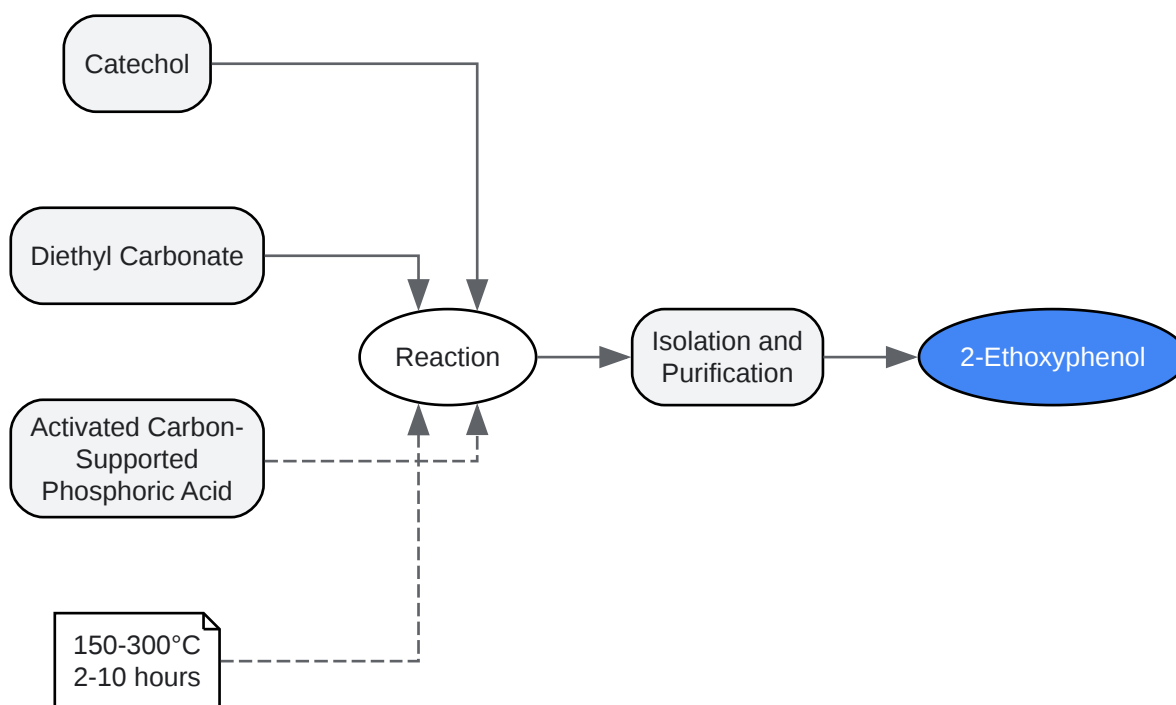 Catechol
Diethyl Carbonate
Reaction
Isolation and
Purification
2-Ethoxyphenol
Activated Carbon-
Supported
Phosphoric Acid
150-300°C
2-10 hours